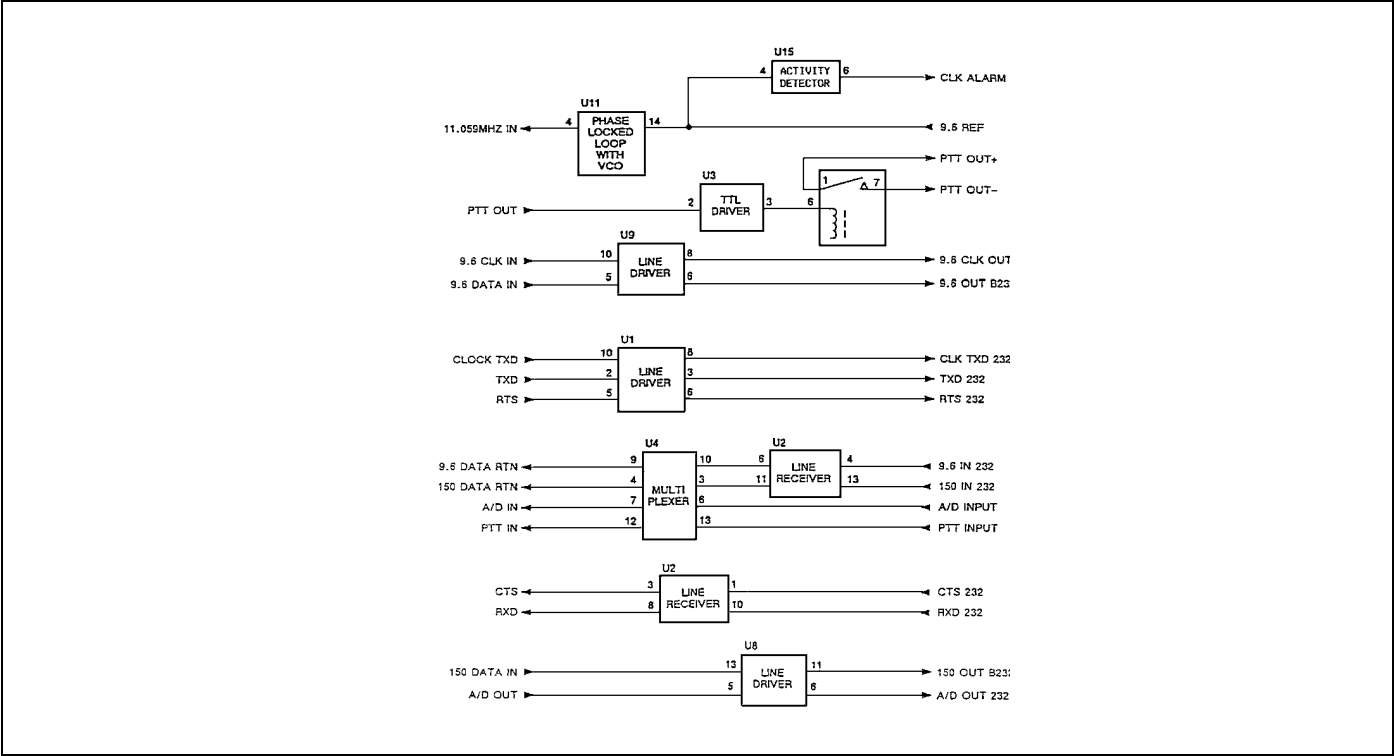 U15
4 ACTIVITY DETECTOR 6 CLK ALARM
U11
11.059MHZ IN 4 PHASE LOCKED LOOP WITH VCO 14 9.6 REF
PTT OUT+
U3
1 7 PTT OUT–
PTT OUT 2 TTL DRIVER 3 6
U9
9.6 CLK IN 10 LINE DRIVER 8 9.6 CLK OUT
9.6 DATA IN 5 6 9.6 OUT B23
U1
CLOCK TXD 10 LINE DRIVER 8 CLK TXD 232
TXD 2 3 TXD 232
RTS 5 6 RTS 232
U4 U2
9.6 DATA RTN 9 MULTI PLEXER 10 6 LINE RECEIVER 4 9.6 IN 232
150 DATA RTN 4 3 11 13 150 IN 232
A/D IN 7 6 A/D INPUT
PTT IN 12 13 PTT INPUT
U2
CTS 3 LINE RECEIVER 1 CTS 232
RXD 8 10 RXD 232
U8
150 DATA IN 13 LINE DRIVER 11 150 OUT B23
A/D OUT 5 6 A/D OUT 232